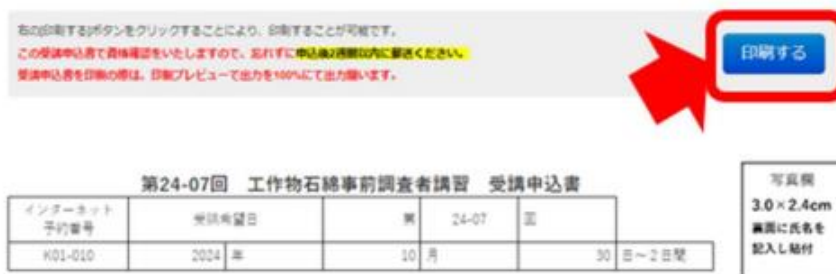 右の[印刷する]ボタンをクリックすることにより、印刷することが可能です。
この受講申込書で資格確認をいたしますので、忘れずに申込後2週間以内に郵送ください。
受講申込書を印刷の際は、印刷プレビューで出力を100%にて出力願います。
印刷する
第24-07回 工作物石綿事前調査者講習 受講申込書
インターネット
予約番号
受講希望日 第 24-07 回
K01-010 2024 年 10 月 30 日~2日間
写真欄
3.0×2.4cm
裏面に氏名を
記入し貼付